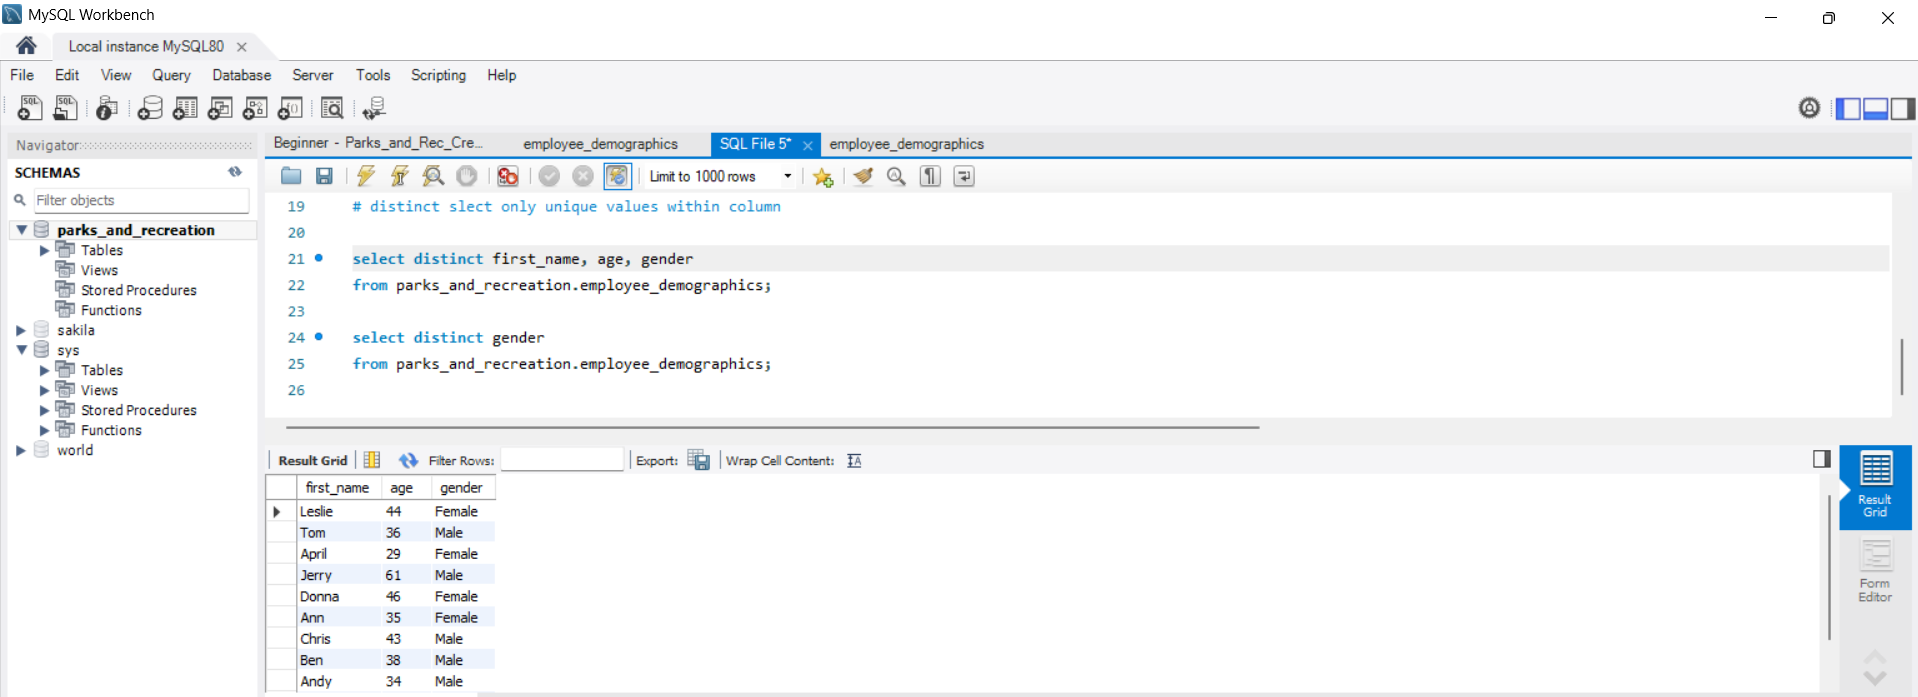 MySQL Workbench
Local instance MySQL80
File Edit View Query Database Server Tools Scripting Help
Navigator
SCHEMAS
Filter objects
parks_and_recreation
Tables
Views
Stored Procedures
Functions
sakila
sys
Tables
Views
Stored Procedures
Functions
world
Beginner - Parks_and_Rec_Cre... employee_demographics SQL File 5* employee_demographics
Limit to 1000 rows
19 # distinct slect only unique values within column
20
21 select distinct first_name, age, gender
22 from parks_and_recreation.employee_demographics;
23
24 select distinct gender
25 from parks_and_recreation.employee_demographics;
26
Result Grid Filter Rows: Export: Wrap Cell Content:
first_name age gender
Leslie 44 Female
Tom 36 Male
April 29 Female
Jerry 61 Male
Donna 46 Female
Ann 35 Female
Chris 43 Male
Ben 38 Male
Andy 34 Male
Result
Grid
Form
Editor